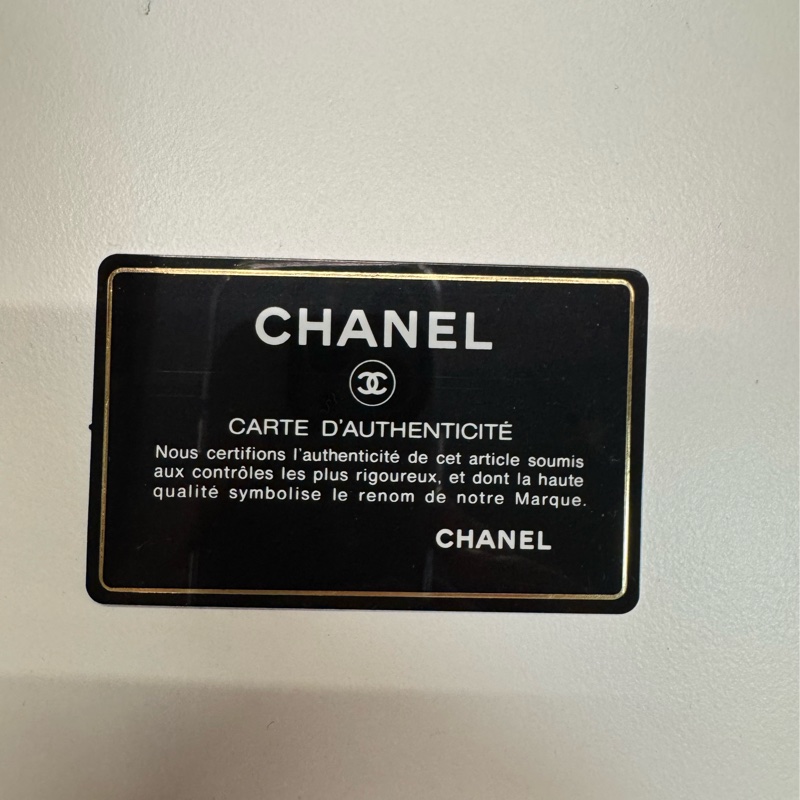 CHANEL
CARTE D'AUTHENTICITÉ
Nous certifions l'authenticité de cet article soumis
aux contrôles les plus rigoureux, et dont la haute
qualité symbolise le renom de notre Marque.
CHANEL